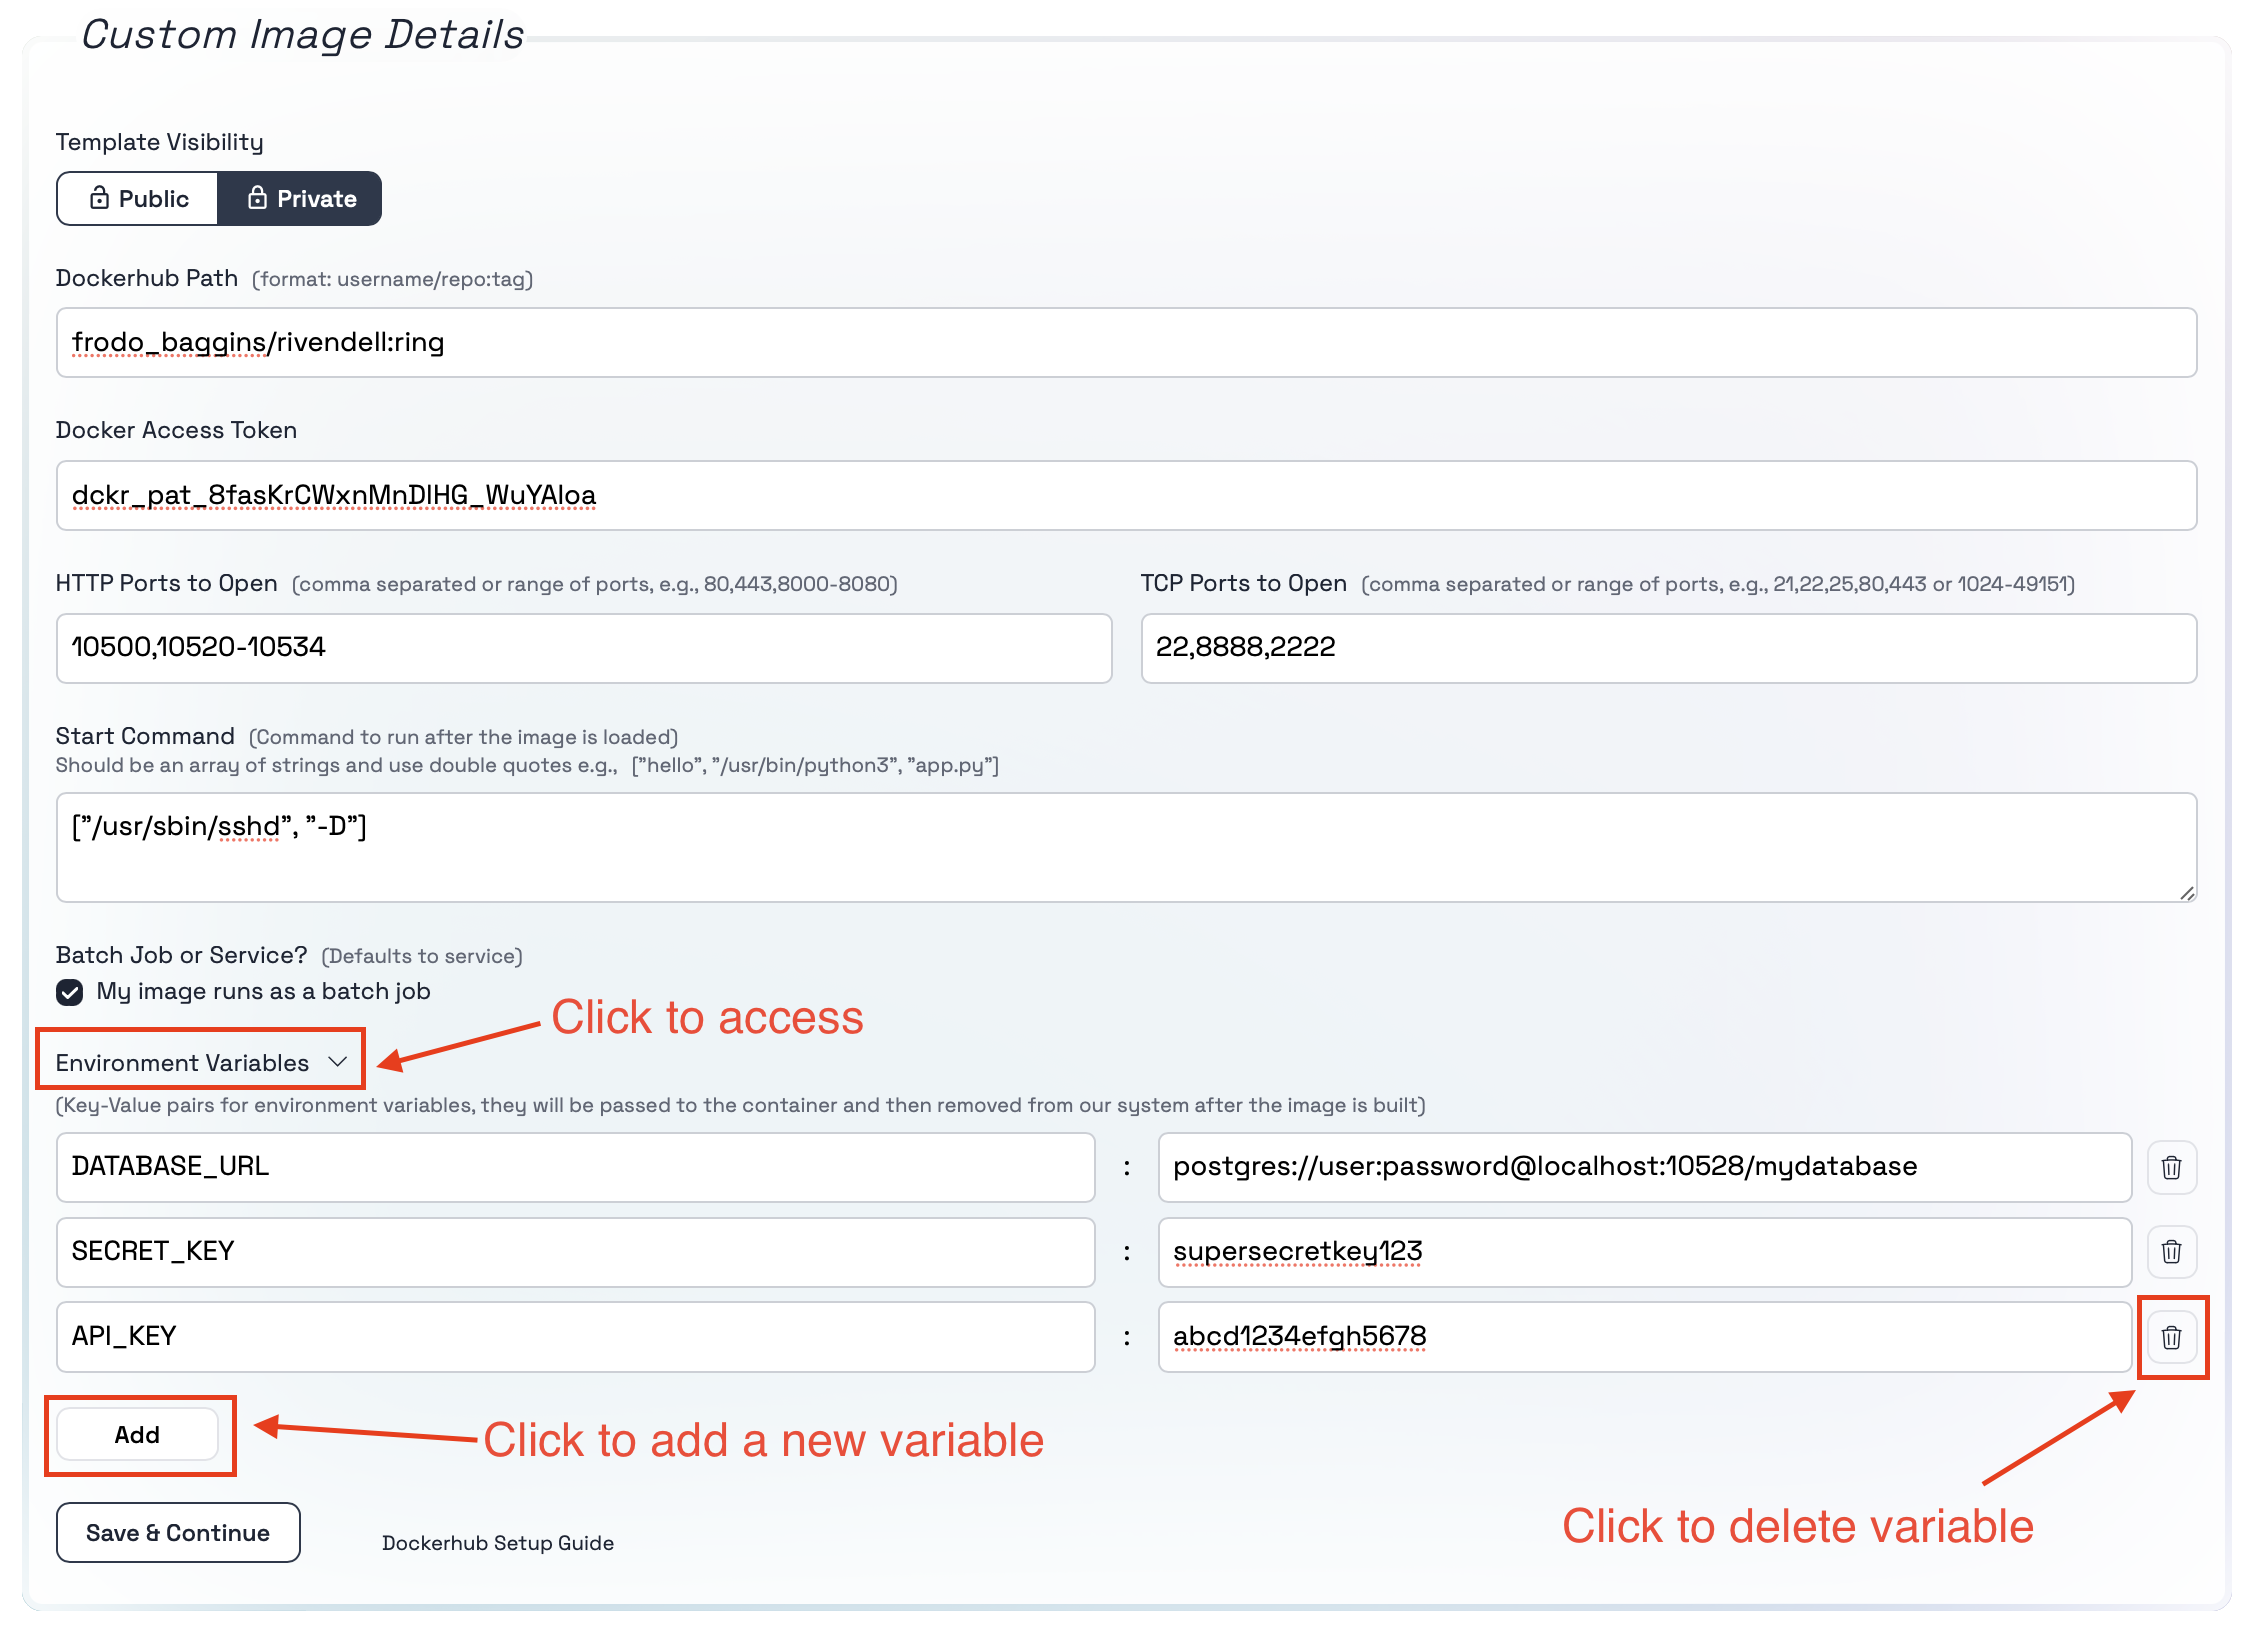 Custom Image Details
Template Visibility
Public Private
Dockerhub Path (format: username/repo:tag)
frodo_baggins/rivendell:ring
Docker Access Token
dckr_pat_8fasKrCWxnMnDlHG_WuYAloa
HTTP Ports to Open (comma separated or range of ports, e.g., 80,443,8000-8080)
10500,10520-10534
TCP Ports to Open (comma separated or range of ports, e.g., 21,22,25,80,443 or 1024-49151)
22,8888,2222
Start Command (Command to run after the image is loaded)
Should be an array of strings and use double quotes e.g., ["hello", "/usr/bin/python3", "app.py"]
["/usr/sbin/sshd", "-D"]
Batch Job or Service? (Defaults to service)
My image runs as a batch job
Click to access
Environment Variables
(Key-Value pairs for environment variables, they will be passed to the container and then removed from our system after the image is built)
DATABASE_URL : postgres://user:password@localhost:10528/mydatabase
SECRET_KEY : supersecretkey123
API_KEY : abcd1234efgh5678
Add
Click to add a new variable
Click to delete variable
Save & Continue
Dockerhub Setup Guide